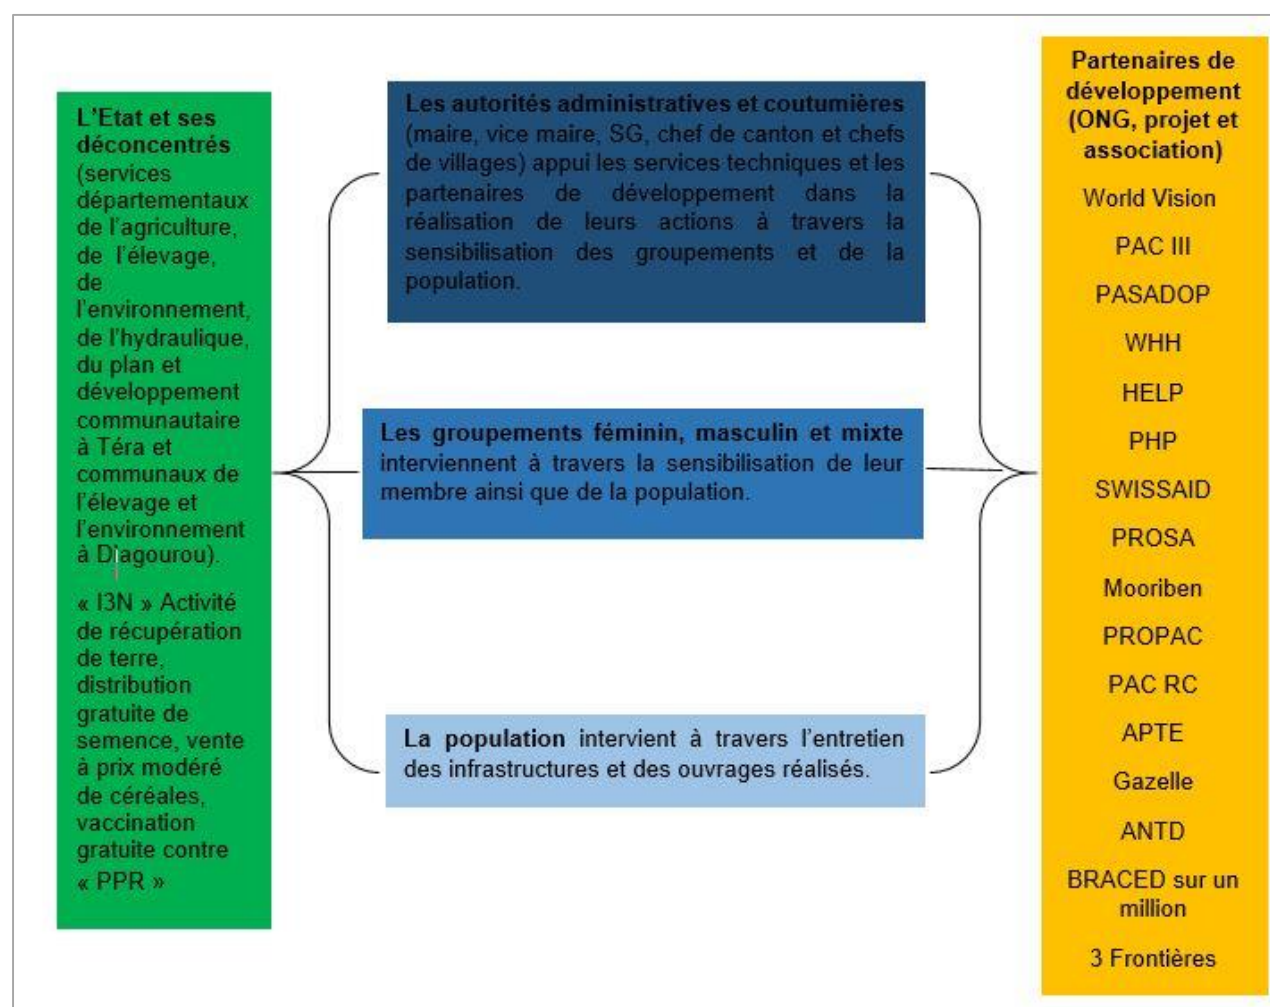 L'Etat et ses
déconcentrés
(services
départementaux
de l'agriculture,
de l'élevage,
de
l'environnement,
de l'hydraulique,
du plan et
développement
communautaire
à Téra et
communaux de
l'élevage et
l'environnement
à Diagourou).
« I3N » Activité
de récupération
de terre,
distribution
gratuite de
semence, vente
à prix modéré
de céréales,
vaccination
gratuite contre
« PPR »
Les autorités administratives et coutumières
(maire, vice maire, SG, chef de canton et chefs
de villages) appui les services techniques et les
partenaires de développement dans la
réalisation de leurs actions à travers la
sensibilisation des groupements et de la
population.
Les groupements féminin, masculin et mixte
interviennent à travers la sensibilisation de leur
membre ainsi que de la population.
La population intervient à travers l'entretien
des infrastructures et des ouvrages réalisés.
Partenaires de
développement
(ONG, projet et
association)
World Vision
PAC III
PASADOP
WHH
HELP
PHP
SWISSAID
PROSA
Mooriben
PROPAC
PAC RC
APTE
Gazelle
ANTD
BRACED sur un
million
3 Frontières